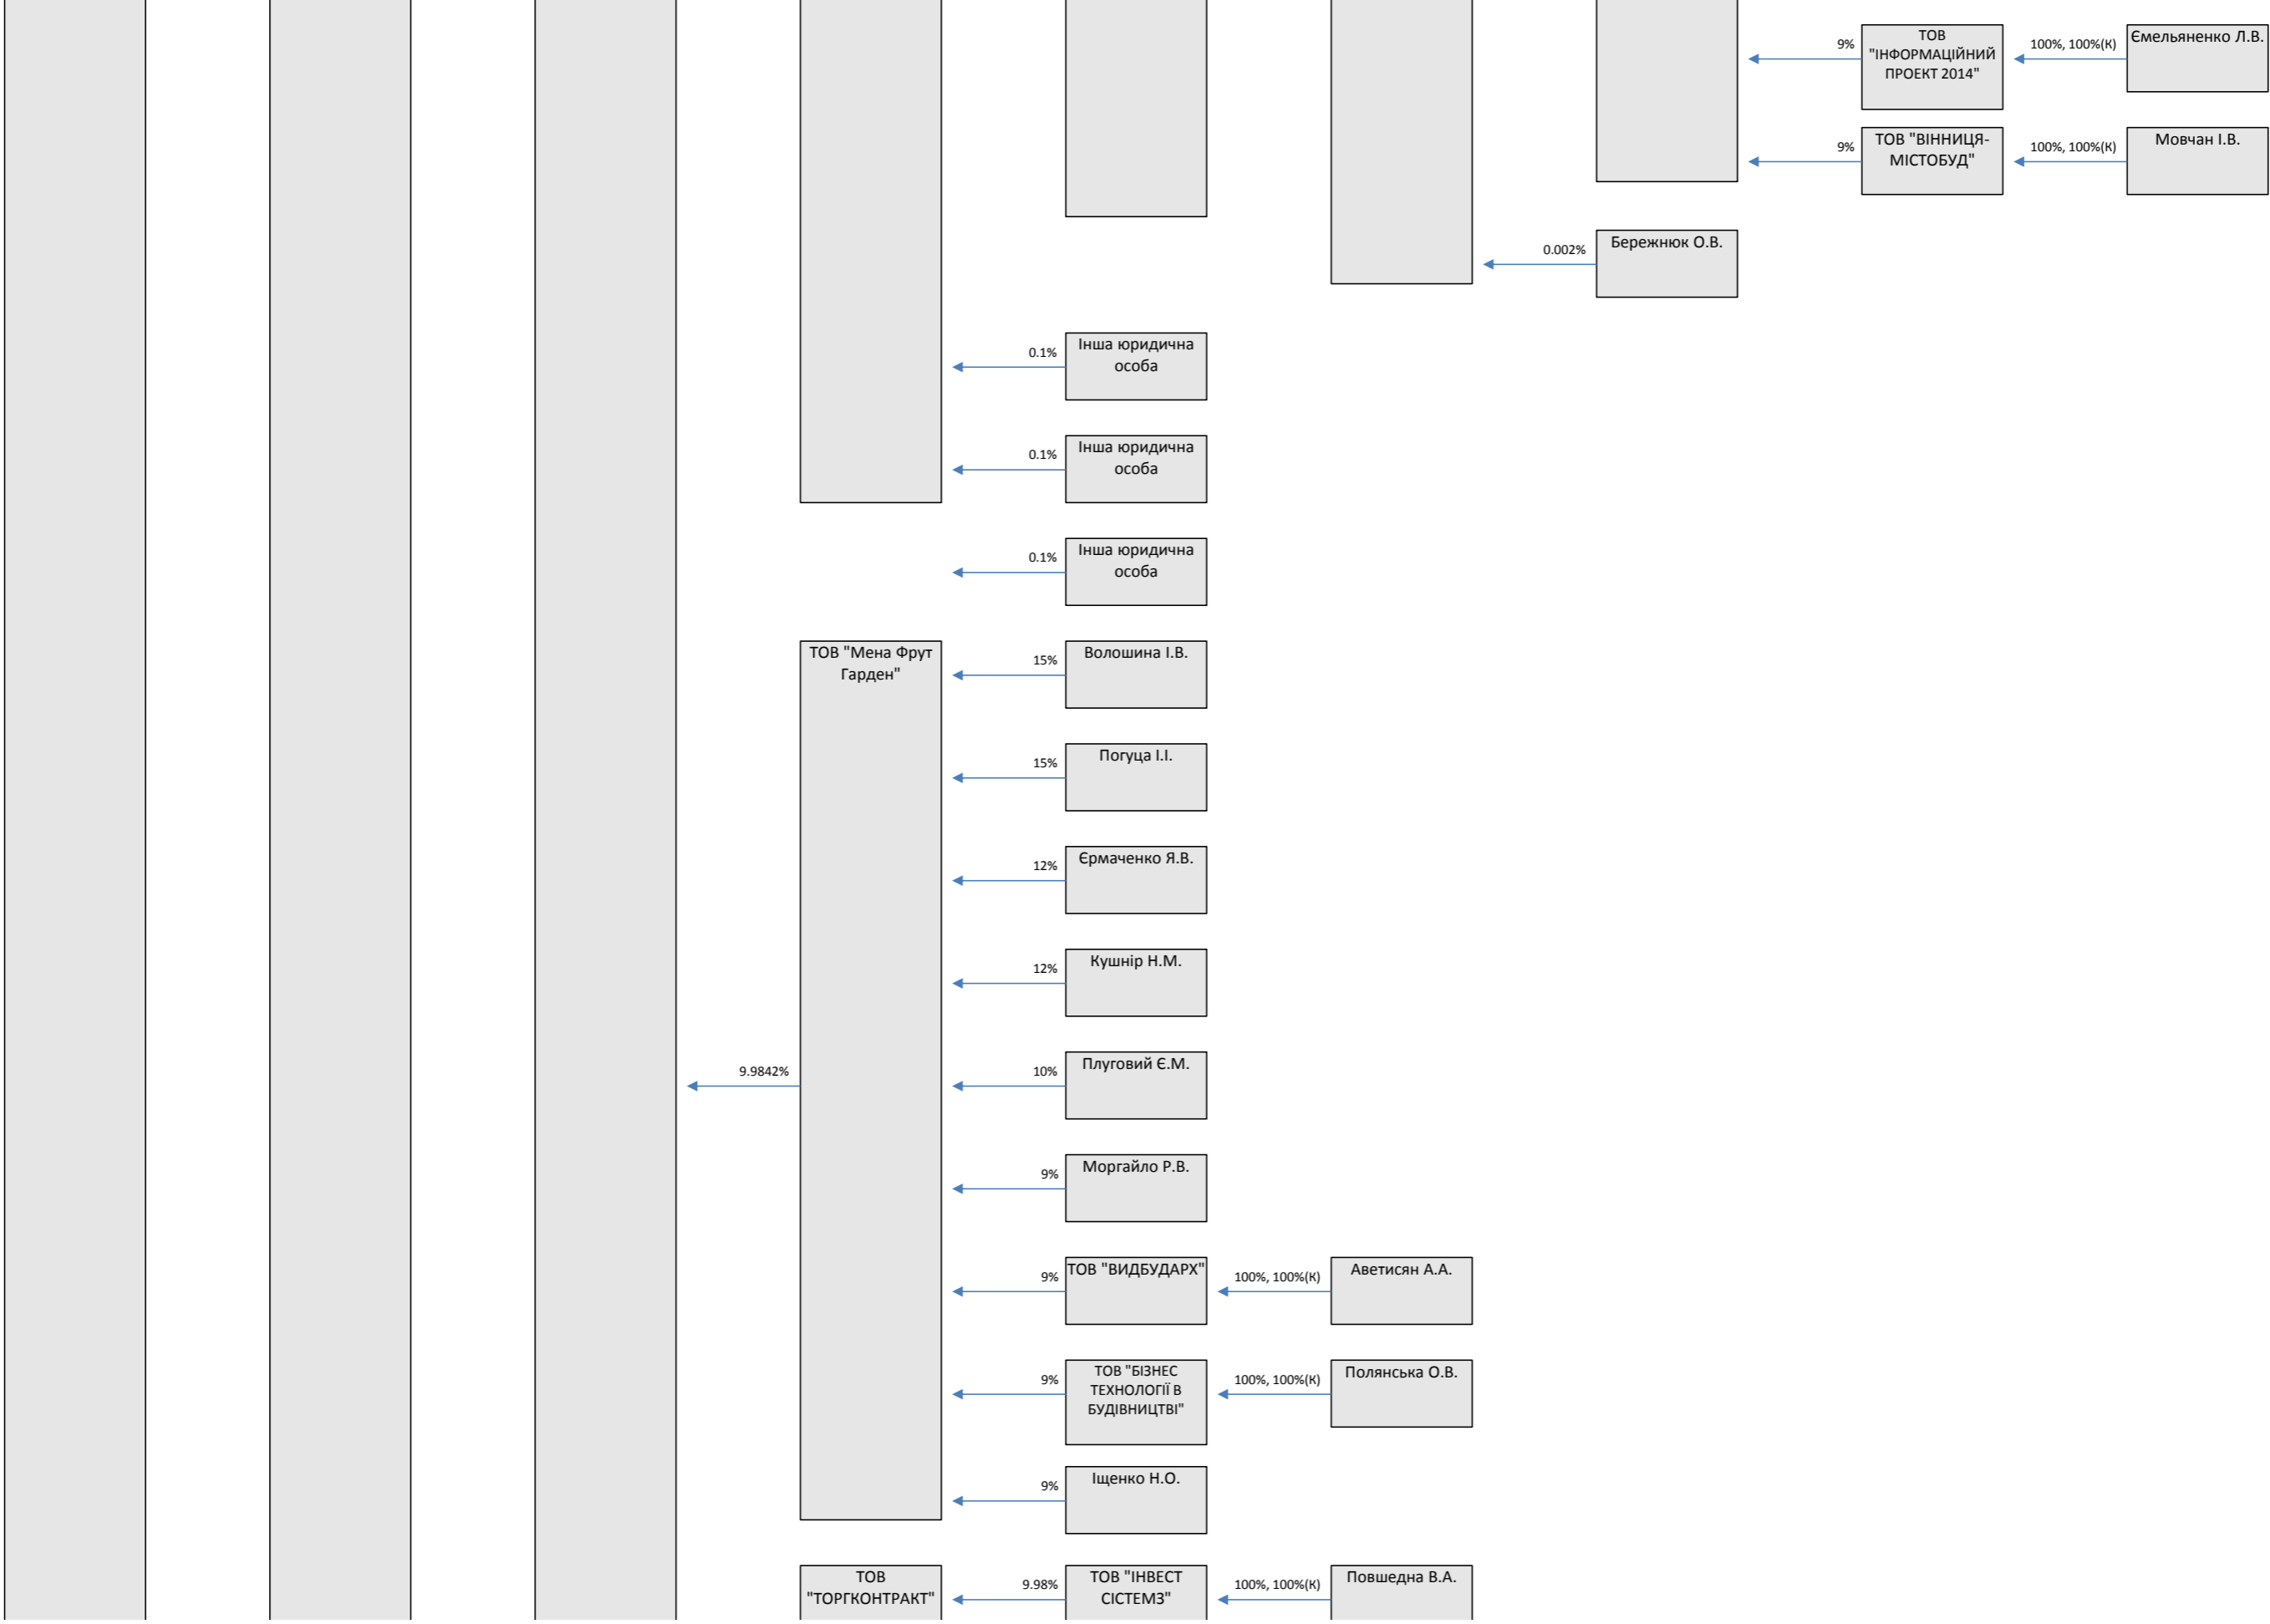 9%
ТОВ
"ІНФОРМАЦІЙНИЙ
ПРОЕКТ 2014"
100%, 100%(К)
Ємельяненко Л.В.
9%
ТОВ "ВІННИЦЯ-
МІСТОБУД"
100%, 100%(К)
Мовчан І.В.
0.002%
Бережнюк О.В.
0.1%
Інша юридична
особа
0.1%
Інша юридична
особа
0.1%
Інша юридична
особа
ТОВ "Мена Фрут
Гарден"
15%
Волошина І.В.
15%
Погуца І.І.
12%
Єрмаченко Я.В.
12%
Кушнір Н.М.
9.9842%
10%
Плуговий Є.М.
9%
Моргайло Р.В.
9%
ТОВ "ВИДБУДАРХ"
100%, 100%(К)
Аветисян А.А.
9%
ТОВ "БІЗНЕС
ТЕХНОЛОГІЇ В
БУДІВНИЦТВІ"
100%, 100%(К)
Полянська О.В.
9%
Іщенко Н.О.
ТОВ
"ТОРГКОНТРАКТ"
9.98%
ТОВ "ІНВЕСТ
СІСТЕМЗ"
100%, 100%(К)
Повшедна В.А.